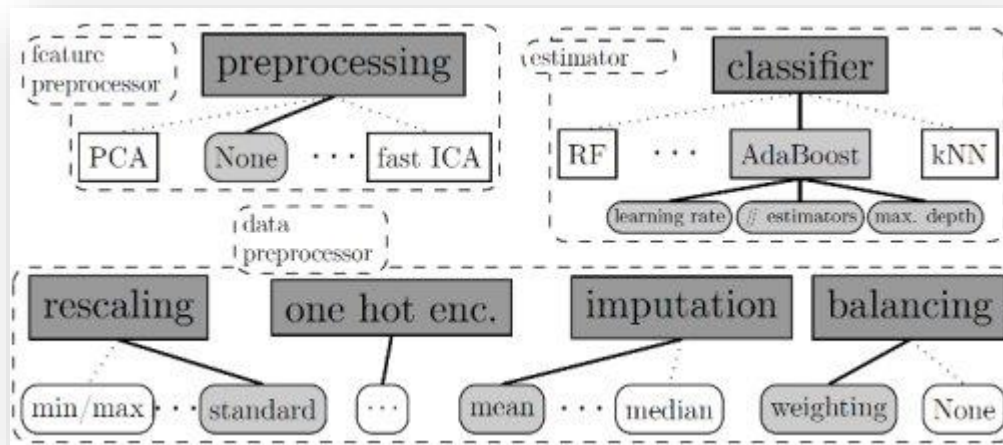 feature
preprocessor
preprocessing
PCA
None
···
fast ICA
estimator
classifier
RF
···
AdaBoost
kNN
learning rate
# estimators
max. depth
data
preprocessor
rescaling
one hot enc.
imputation
balancing
min/max
···
standard
···
mean
···
median
weighting
None